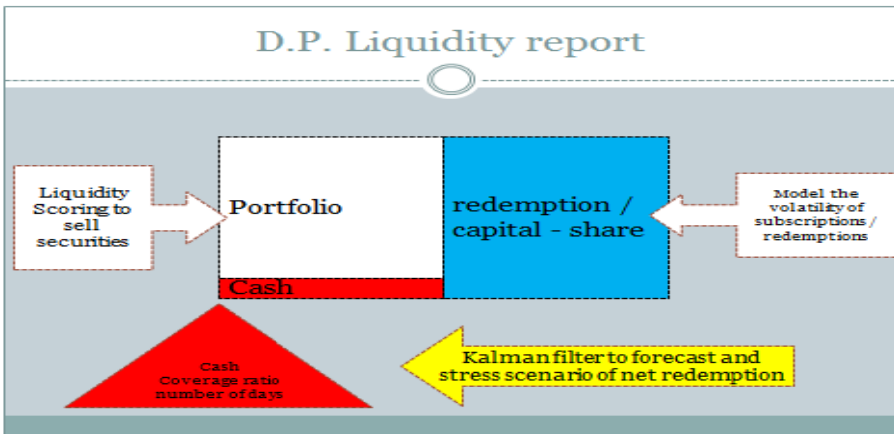 D.P. Liquidity report
Liquidity
Scoring to
sell
securities
Portfolio
Cash
redemption /
capital - share
Model the
volatility of
subscriptions /
redemptions
Cash
Coverage ratio
number of days
Kalman filter to forecast and
stress scenario of net redemption